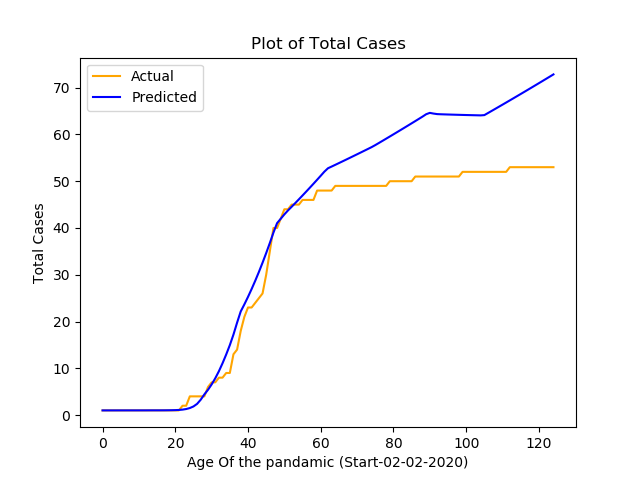 Plot of Total Cases
Actual
Predicted
70
60
50
40
30
20
10
0
Total Cases
0 20 40 60 80 100 120
Age Of the pandamic (Start-02-02-2020)